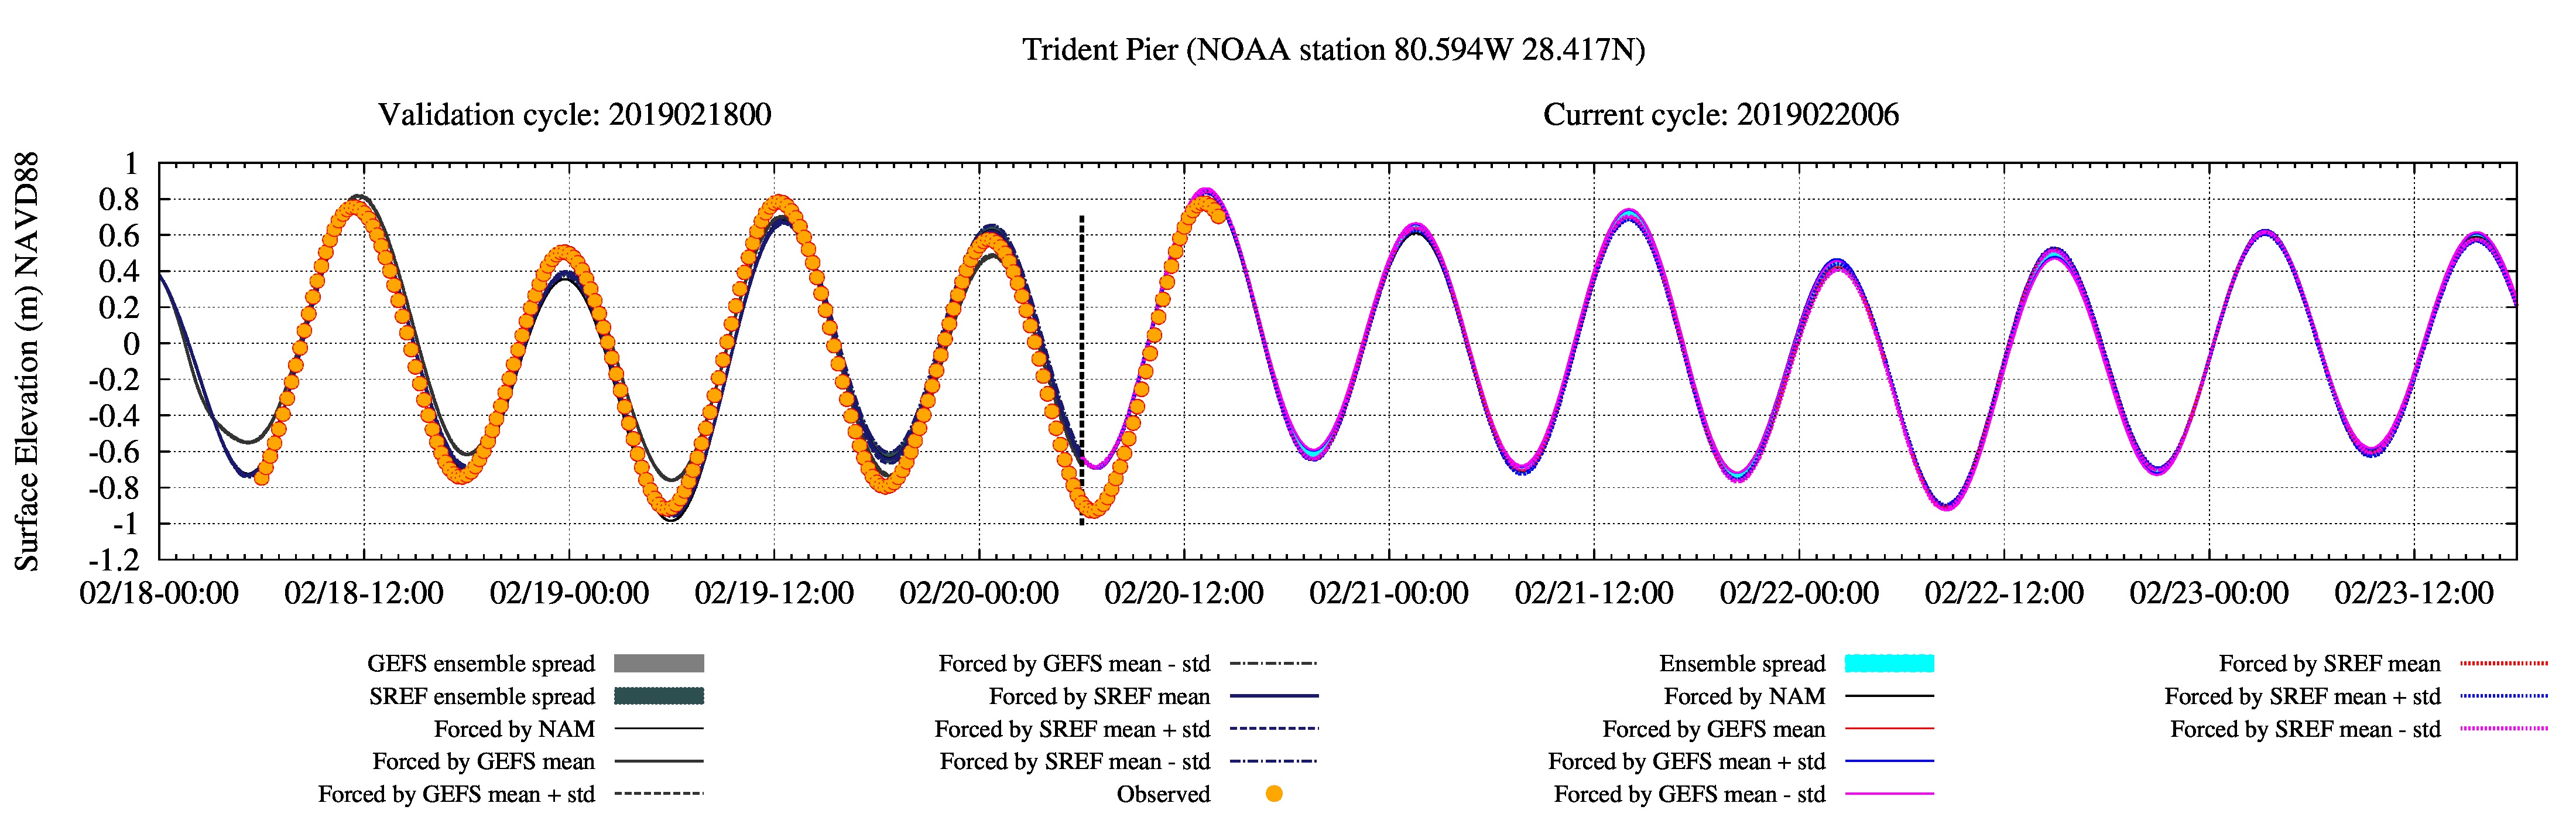 Trident Pier (NOAA station 80.594W 28.417N)
Validation cycle: 2019021800
Current cycle: 2019022006
Surface Elevation (m) NAVD88
1
0.8
0.6
0.4
0.2
0
-0.2
-0.4
-0.6
-0.8
-1
-1.2
02/18-00:00 02/18-12:00 02/19-00:00 02/19-12:00 02/20-00:00 02/20-12:00 02/21-00:00 02/21-12:00 02/22-00:00 02/22-12:00 02/23-00:00 02/23-12:00
GEFS ensemble spread
SREF ensemble spread
Forced by NAM
Forced by GEFS mean
Forced by GEFS mean + std
Forced by GEFS mean - std
Forced by SREF mean
Forced by SREF mean + std
Forced by SREF mean - std
Observed
Ensemble spread
Forced by NAM
Forced by GEFS mean
Forced by GEFS mean + std
Forced by GEFS mean - std
Forced by SREF mean
Forced by SREF mean + std
Forced by SREF mean - std